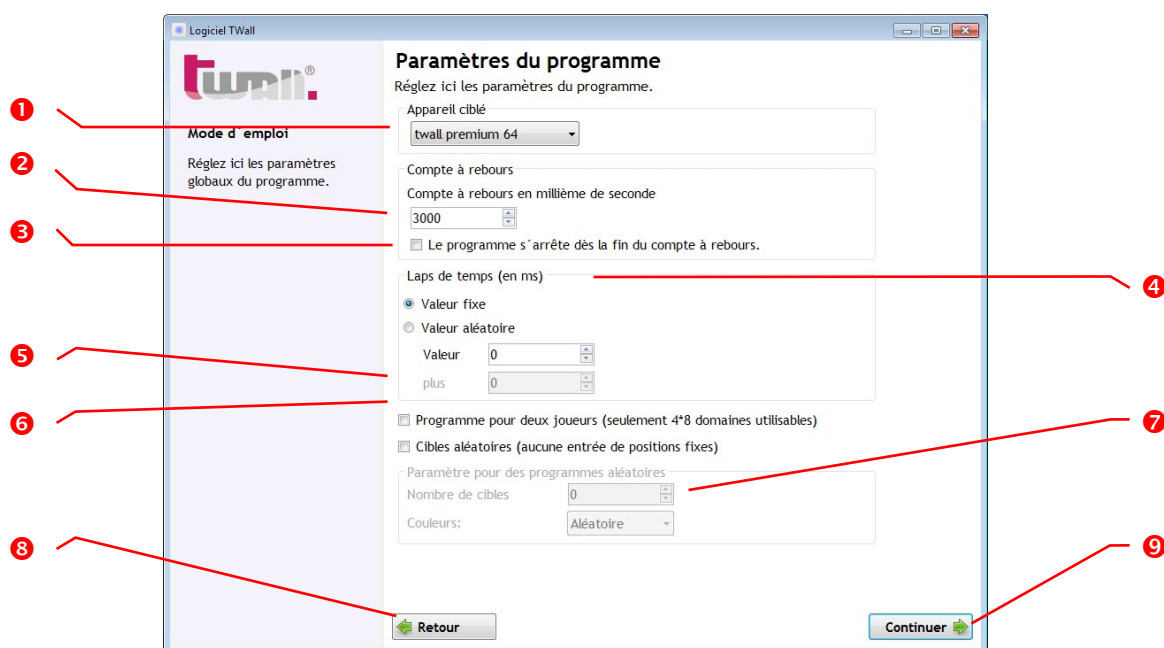 Logiciel TWall
twall®
Mode d´emploi
Réglez ici les paramètres
globaux du programme.
Paramètres du programme
Réglez ici les paramètres du programme.
Appareil ciblé
twall premium 64
Compte à rebours
Compte à rebours en millième de seconde
3000
Le programme s´arrête dès la fin du compte à rebours.
Laps de temps (en ms)
Valeur fixe
Valeur aléatoire
Valeur 0
plus 0
Programme pour deux joueurs (seulement 4*8 domaines utilisables)
Cibles aléatoires (aucune entrée de positions fixes)
Paramètre pour des programmes aléatoires
Nombre de cibles 0
Couleurs: Aléatoire
Retour
Continuer
1
2
3
4
5
6
7
8
9